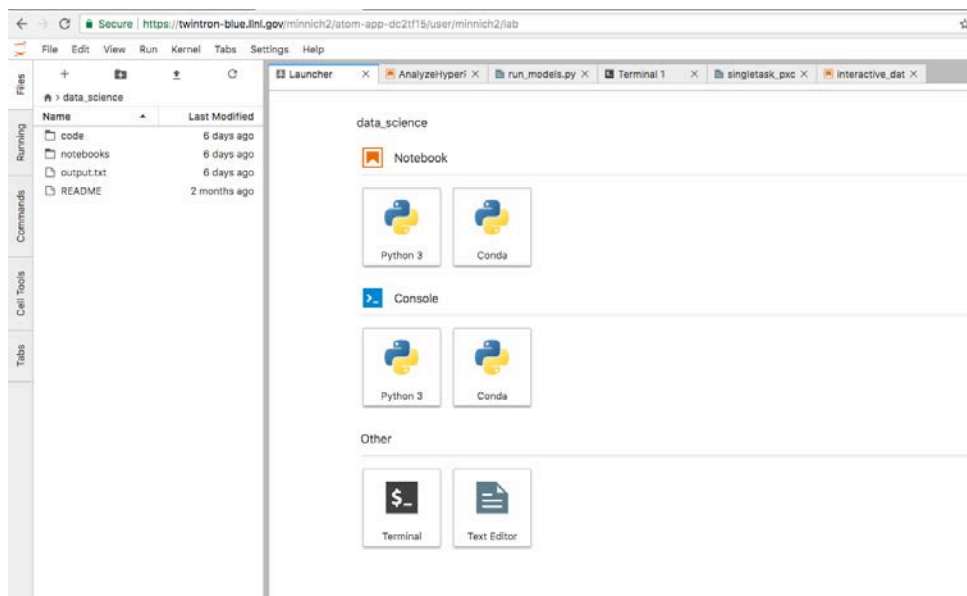 Secure | https://twintron-blue.llnl.gov/minnich2/atom-app-dc2tf15/user/minnich2/lab
File Edit View Run Kernel Tabs Settings Help
Files
Running
Commands
Cell Tools
Tabs
data_science
Name Last Modified
code 6 days ago
notebooks 6 days ago
output.txt 6 days ago
README 2 months ago
Launcher AnalyzeHyperP run_models.py Terminal 1 singletask_pxc interactive_dat
data_science
Notebook
Python 3 Conda
Console
Python 3 Conda
Other
$_
Terminal Text Editor